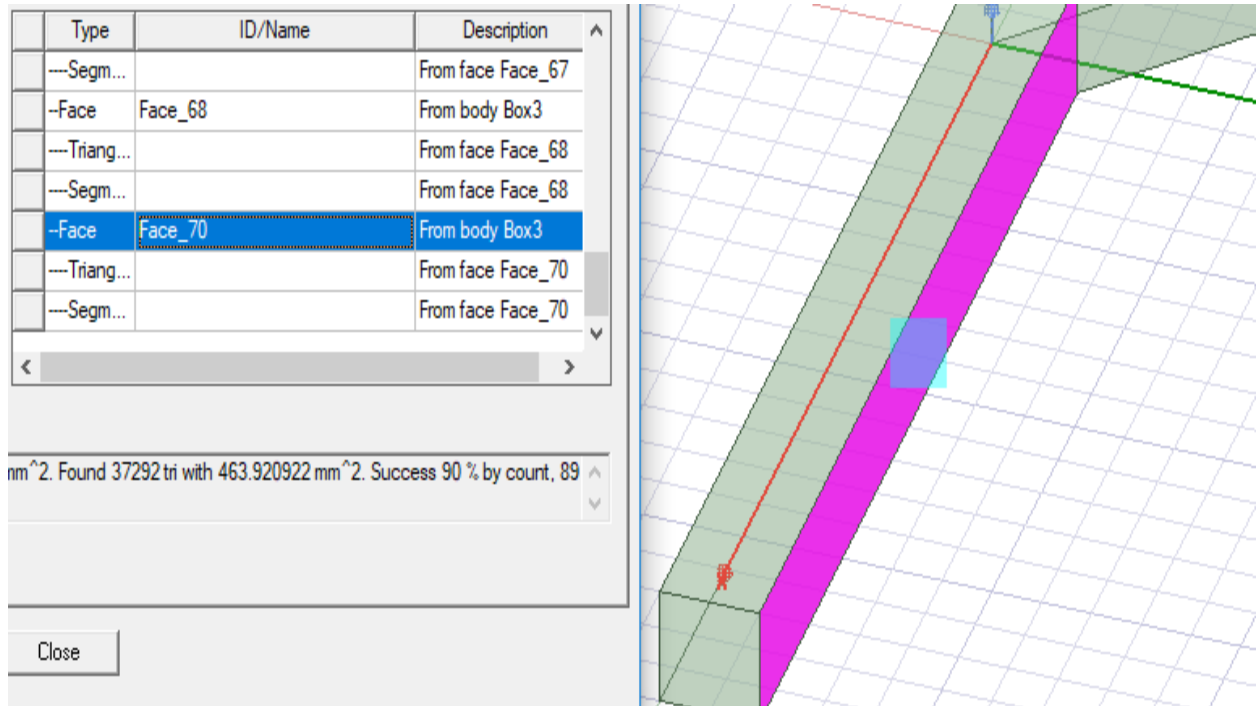 Type ID/Name Description
----Segm... From face Face_67
--Face Face_68 From body Box3
----Triang... From face Face_68
----Segm... From face Face_68
--Face Face_70 From body Box3
----Triang... From face Face_70
----Segm... From face Face_70
mm^2. Found 37292 tri with 463.920922 mm^2. Success 90 % by count, 89
Close